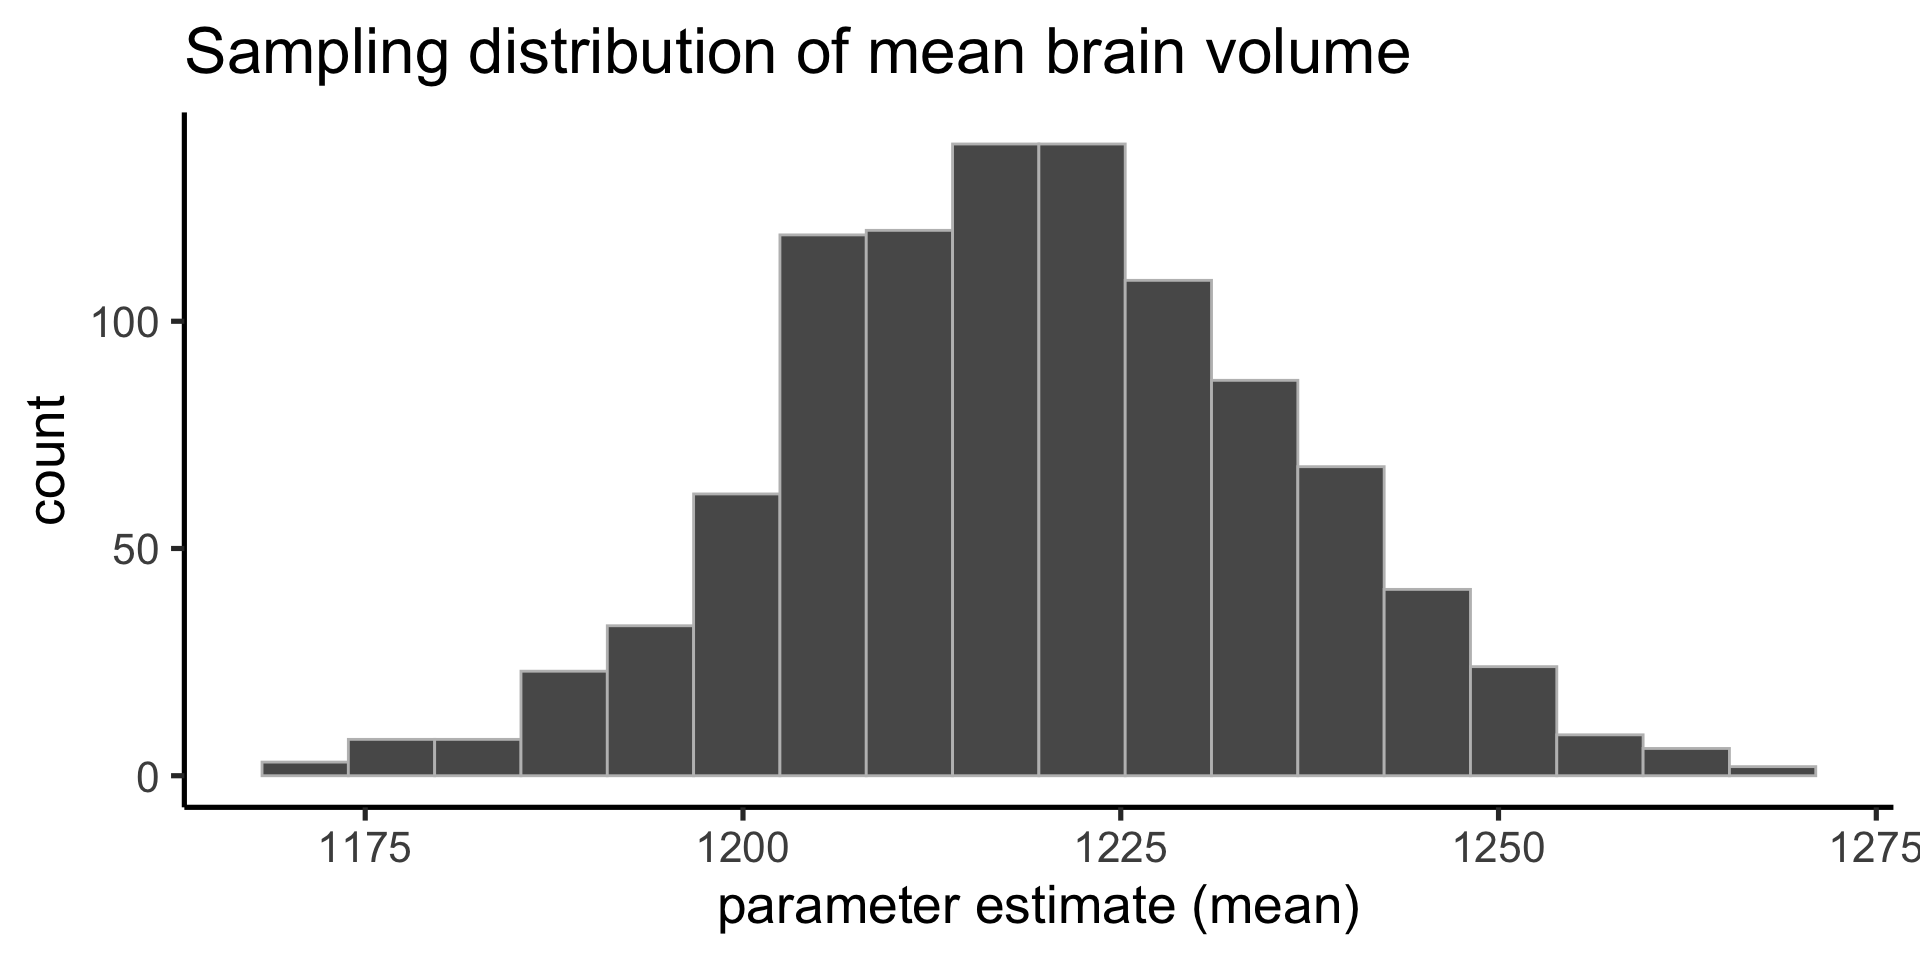 Sampling distribution of mean brain volume
count
100
50
0
1175 1200 1225 1250 1275
parameter estimate (mean)